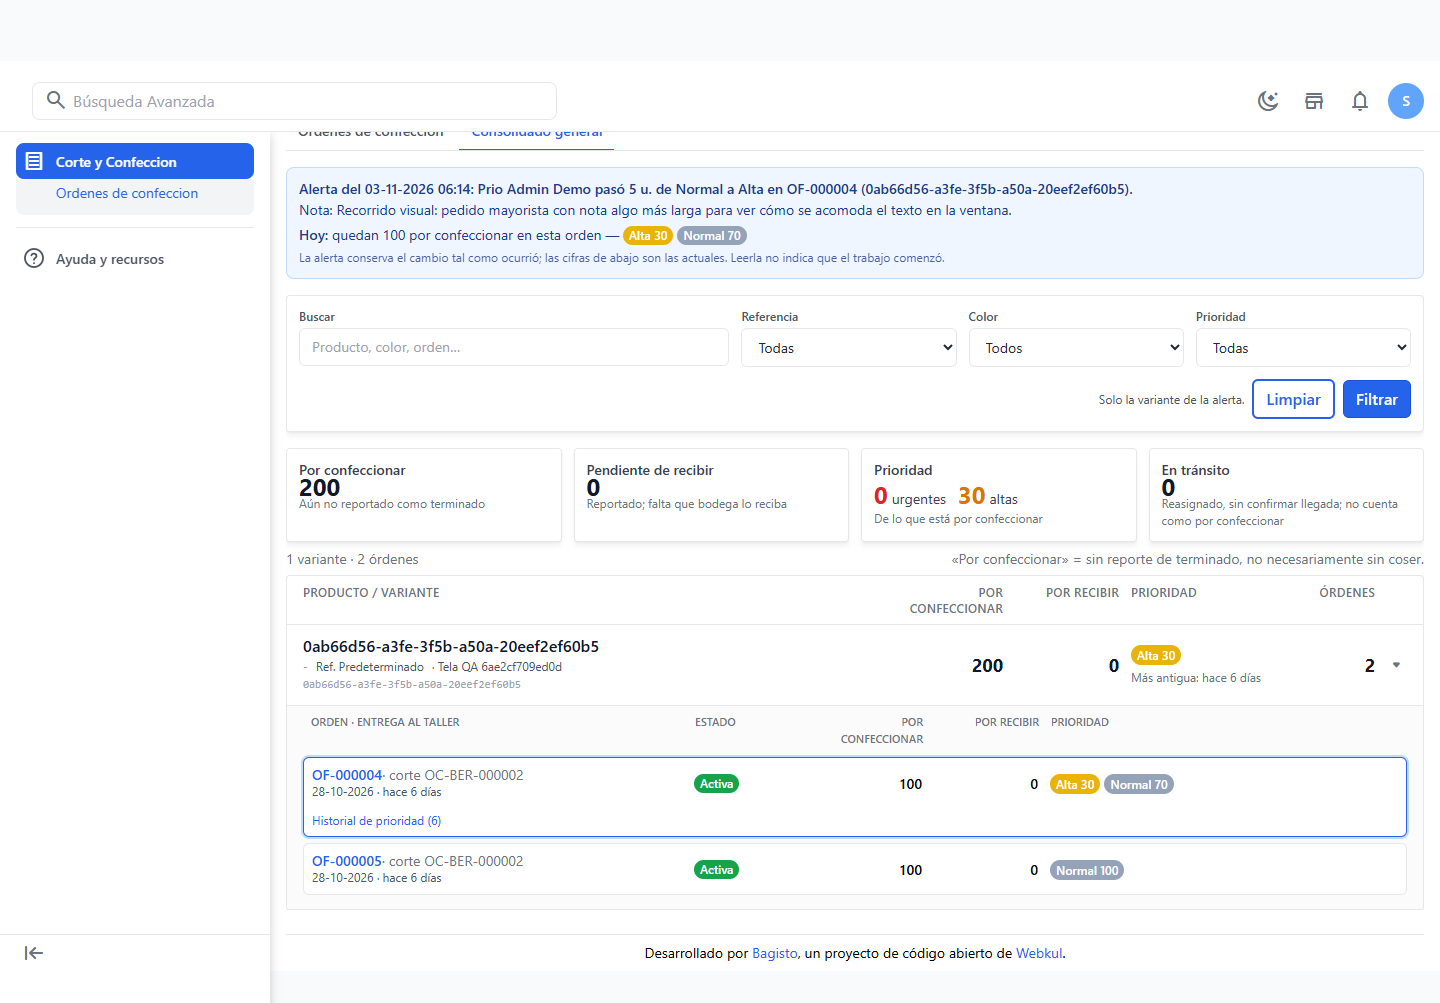 Búsqueda Avanzada
S
Corte y Confeccion
Ordenes de confeccion
Ayuda y recursos
Ordenes de confección
Consolidado general
Alerta del 03-11-2026 06:14: Prio Admin Demo pasó 5 u. de Normal a Alta en OF-000004 (0ab66d56-a3fe-3f5b-a50a-20eef2ef60b5).
Nota: Recorrido visual: pedido mayorista con nota algo más larga para ver cómo se acomoda el texto en la ventana.
Hoy: quedan 100 por confeccionar en esta orden — Alta 30 Normal 70
La alerta conserva el cambio tal como ocurrió; las cifras de abajo son las actuales. Leerla no indica que el trabajo comenzó.
Buscar
Referencia
Color
Prioridad
Producto, color, orden...
Todas
Todos
Todas
Solo la variante de la alerta.
Limpiar
Filtrar
Por confeccionar
200
Aún no reportado como terminado
Pendiente de recibir
0
Reportado; falta que bodega lo reciba
Prioridad
0 urgentes 30 altas
De lo que está por confeccionar
En tránsito
0
Reasignado, sin confirmar llegada; no cuenta
como por confeccionar
1 variante · 2 órdenes
«Por confeccionar» = sin reporte de terminado, no necesariamente sin coser.
PRODUCTO / VARIANTE
POR
CONFECCIONAR
POR RECIBIR
PRIORIDAD
ÓRDENES
0ab66d56-a3fe-3f5b-a50a-20eef2ef60b5
- Ref. Predeterminado · Tela QA 6ae2cf709ed0d
0ab66d56-a3fe-3f5b-a50a-20eef2ef60b5
200
0
Alta 30
Más antigua: hace 6 días
2
ORDEN · ENTREGA AL TALLER
ESTADO
POR
CONFECCIONAR
POR RECIBIR
PRIORIDAD
OF-000004· corte OC-BER-000002
28-10-2026 · hace 6 días
Historial de prioridad (6)
Activa
100
0
Alta 30 Normal 70
OF-000005· corte OC-BER-000002
28-10-2026 · hace 6 días
Activa
100
0
Normal 100
Desarrollado por Bagisto, un proyecto de código abierto de Webkul.